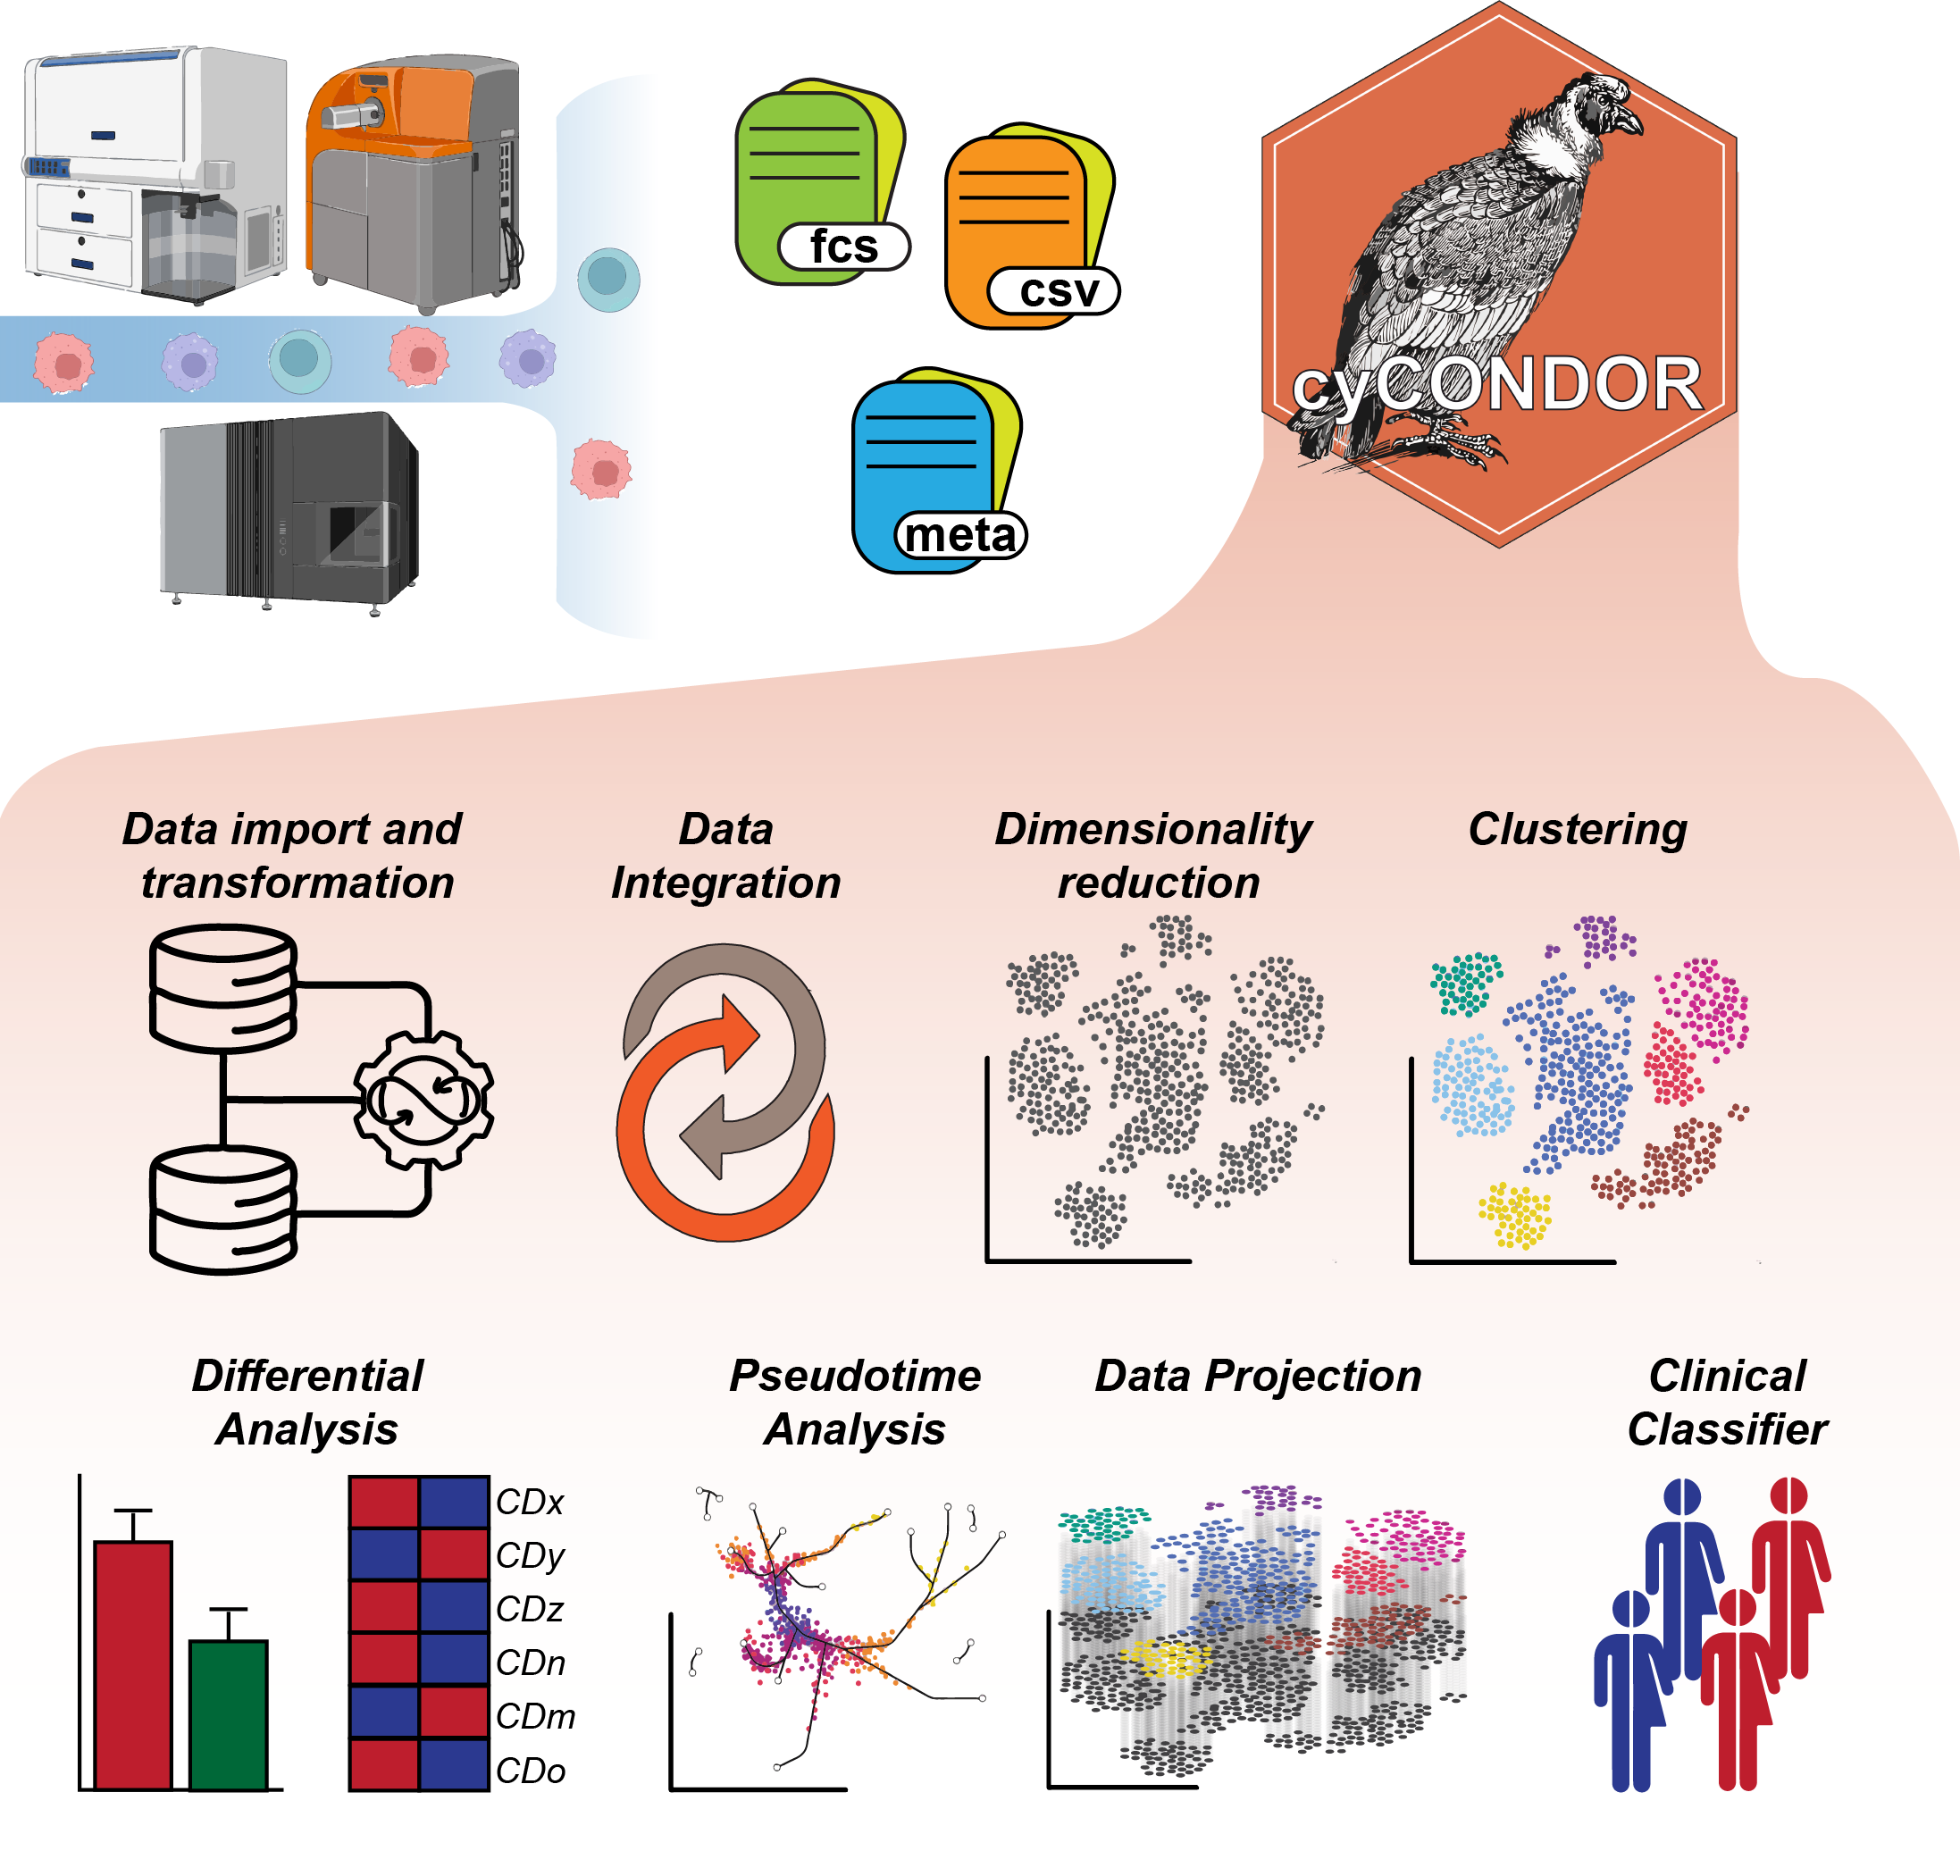 fcs
csv
meta
cyCONDOR
Data import and
transformation
Data
Integration
Dimensionality
reduction
Clustering
Differential
Analysis
CDx
CDy
CDz
CDn
CDm
CDo
Pseudotime
Analysis
Data Projection
Clinical
Classifier